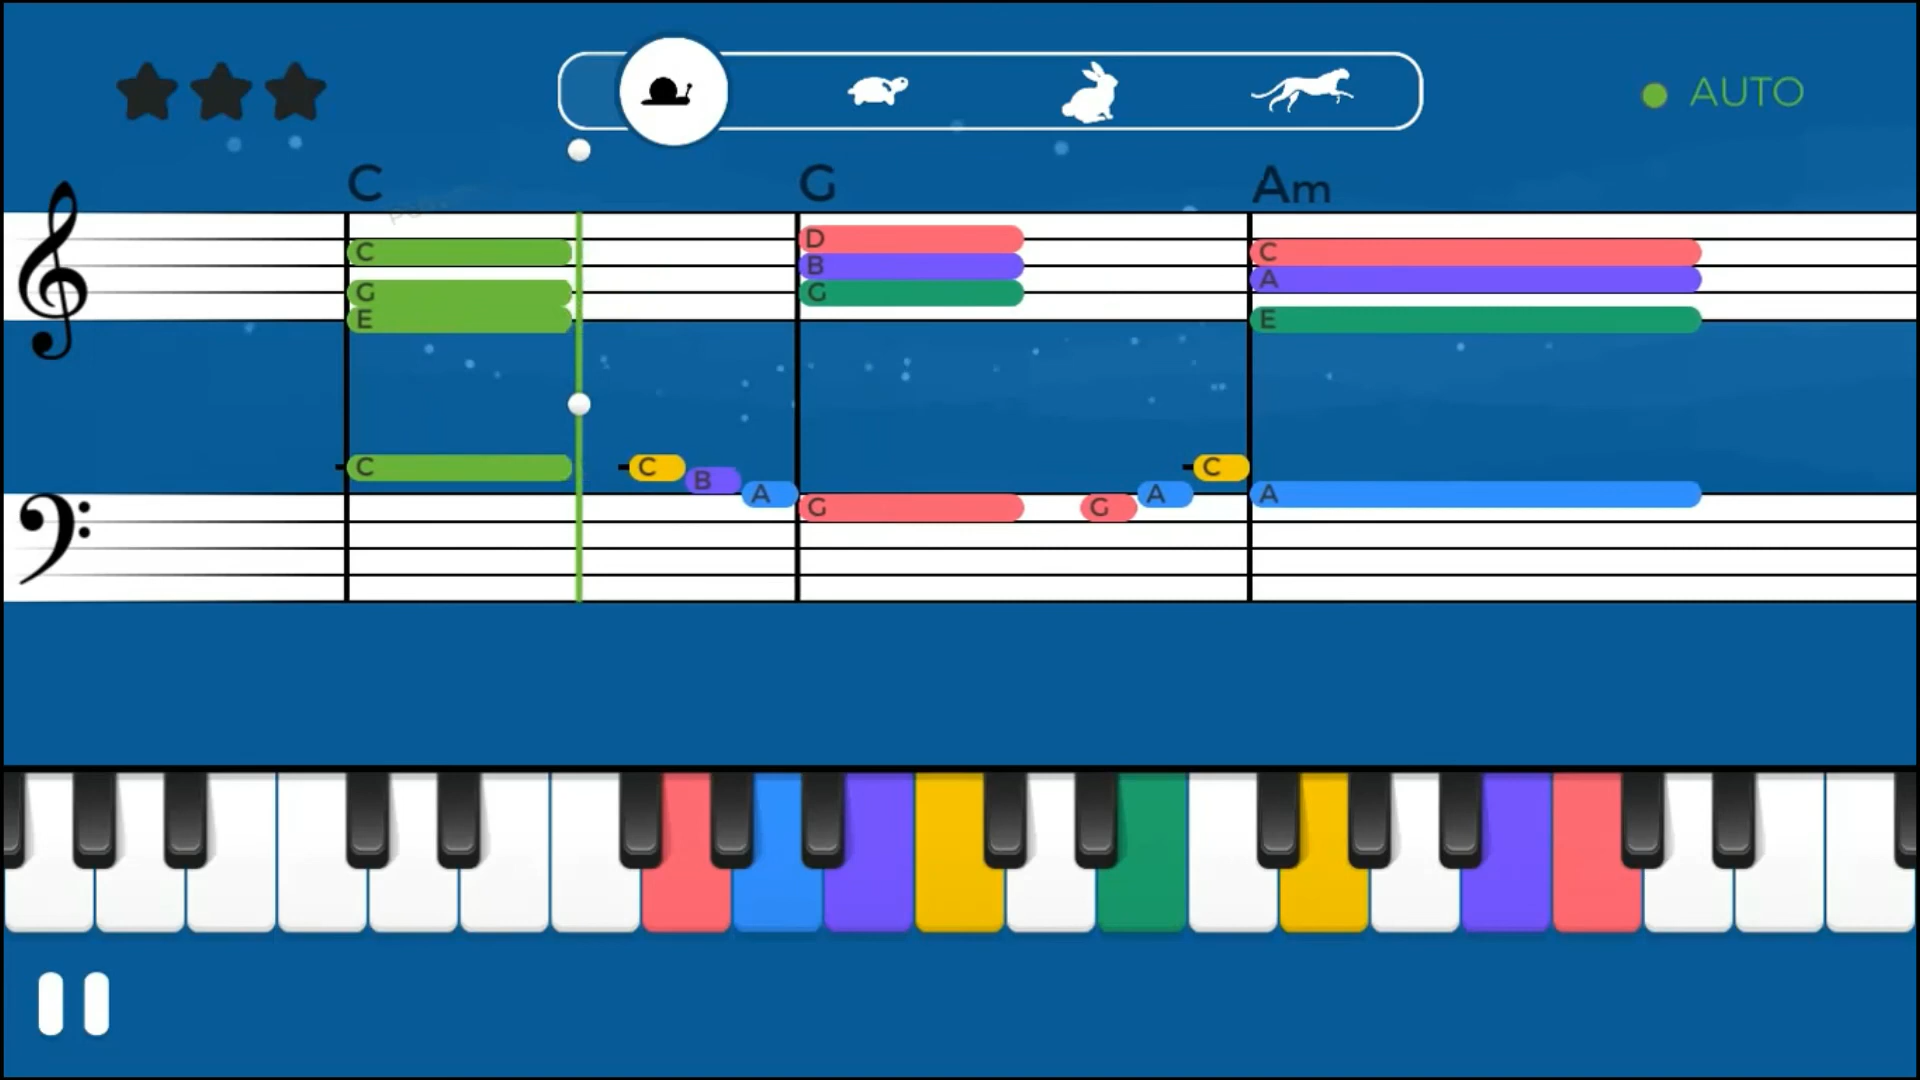 AUTO
C G Am
C D C
G B A
E G E
C C B A G G A C A